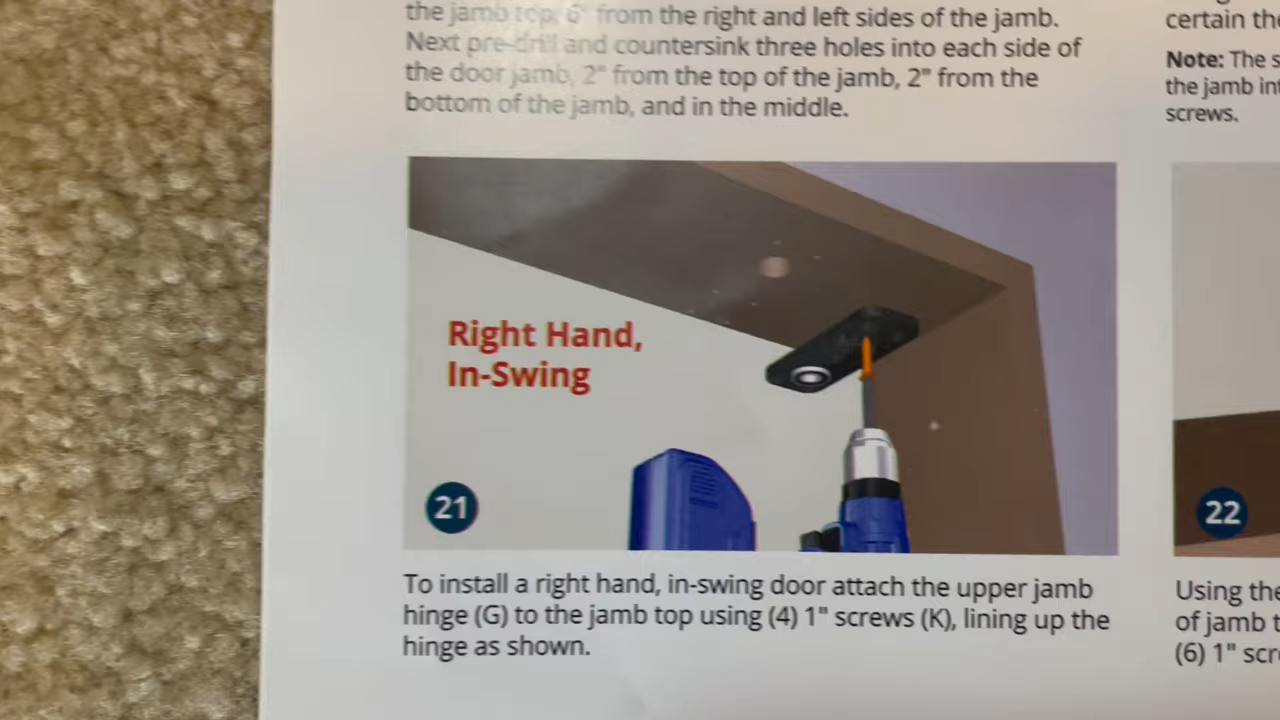 the jamb top, 6" from the right and left sides of the jamb.
Next pre-drill and countersink three holes into each side of
the door jamb, 2" from the top of the jamb, 2" from the
bottom of the jamb, and in the middle.
Right Hand,
In-Swing
21
To install a right hand, in-swing door attach the upper jamb
hinge (G) to the jamb top using (4) 1" screws (K), lining up the
hinge as shown.
certain
Note: The
the jamb
screws.
22
Using
of jamb
(6) 1"